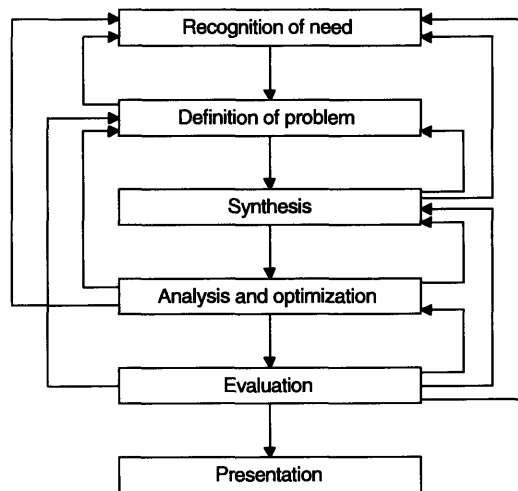 Recognition of need
Definition of problem
Synthesis
Analysis and optimization
Evaluation
Presentation